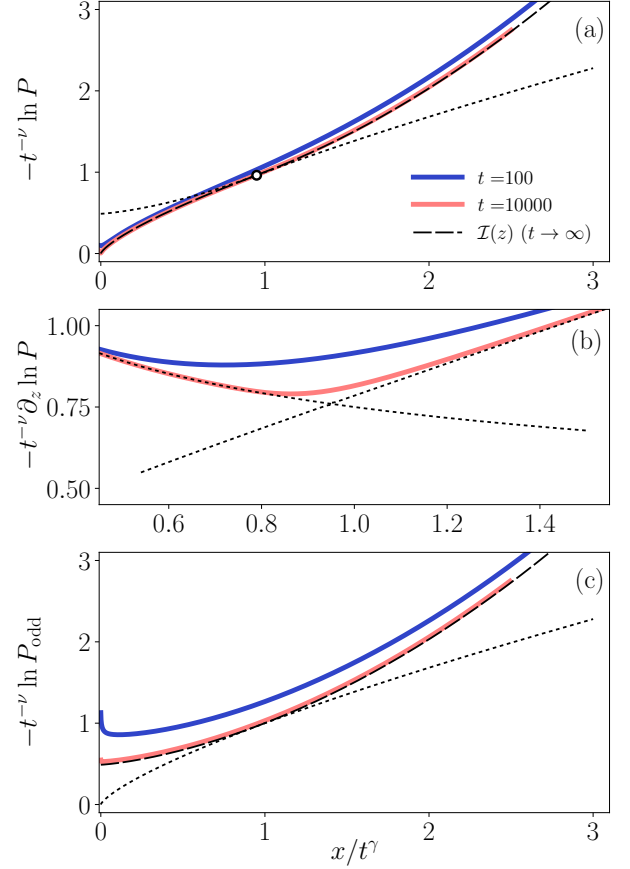 3
2
1
0
−t^{−ν} ln P
(a)
t =100
t =10000
𝓘(z) (t → ∞)
0
1
2
3
1.00
0.75
0.50
−t^{−ν}∂_z ln P
(b)
0.6
0.8
1.0
1.2
1.4
3
2
1
0
−t^{−ν} ln P_{odd}
(c)
0
1
2
3
x/t^γ